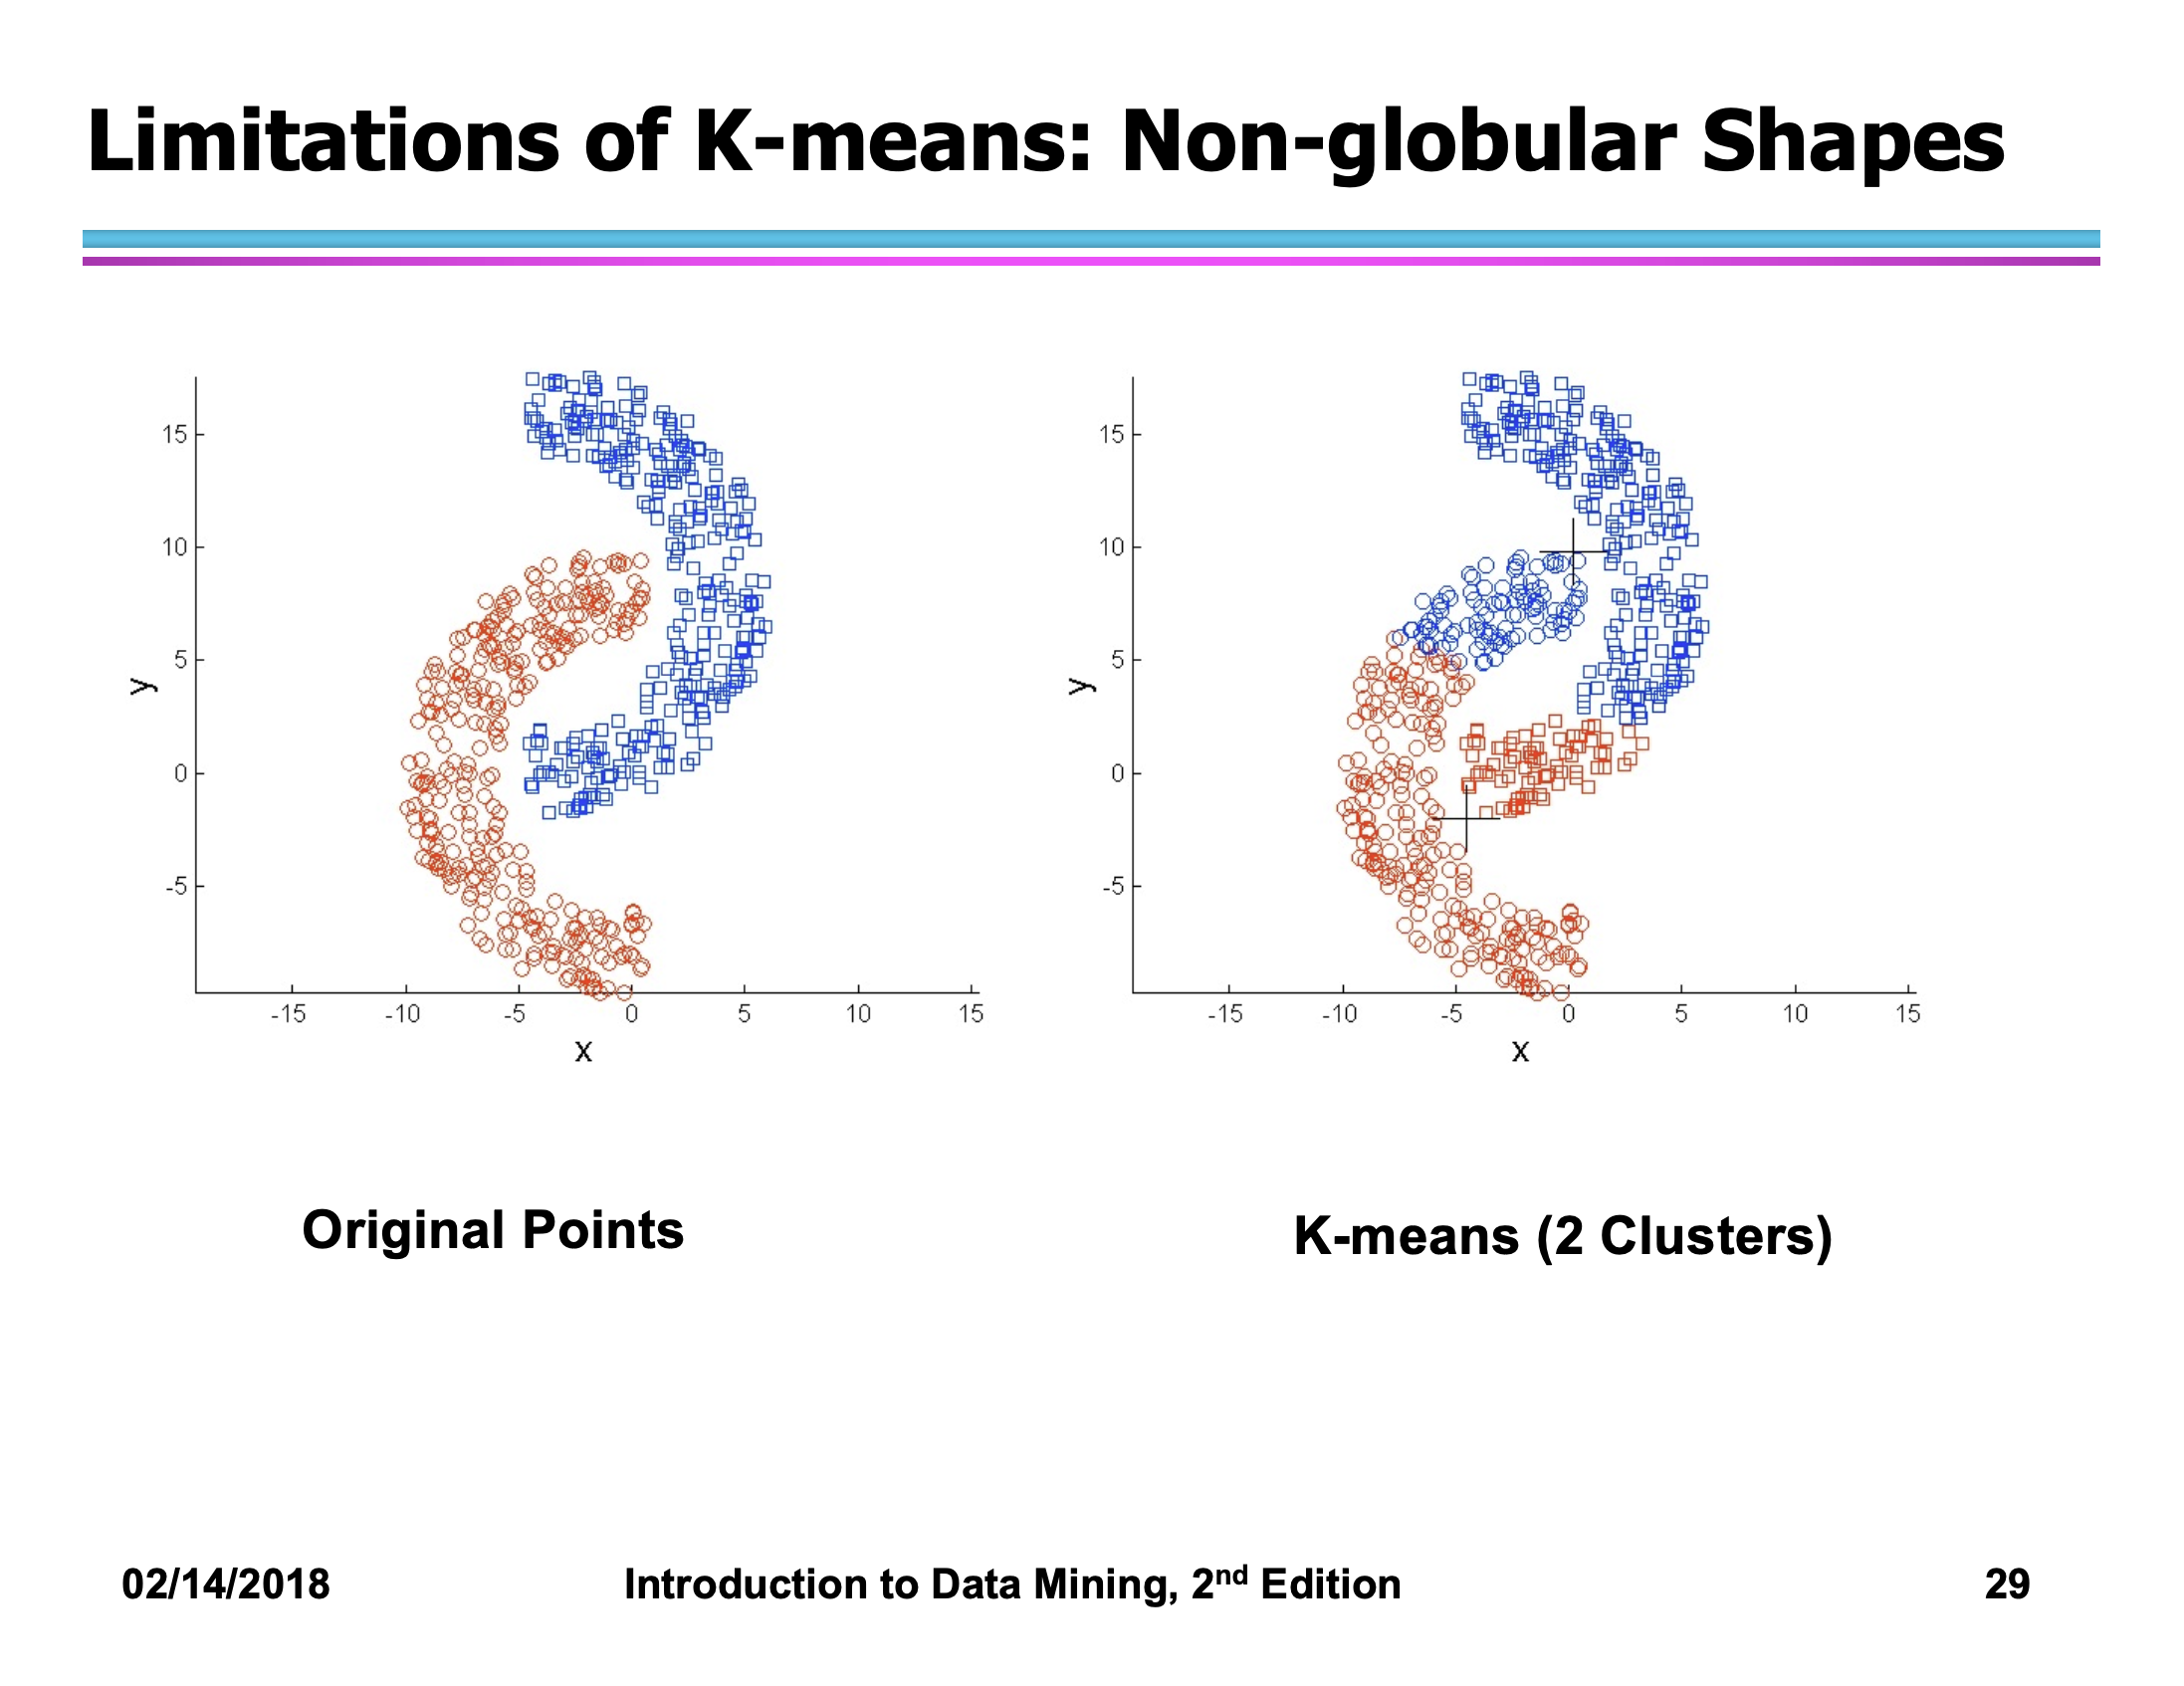 Limitations of K-means: Non-globular Shapes
15
10
5
0
-5
y
-15 -10 -5 0 5 10 15
x
15
10
5
0
-5
y
-15 -10 -5 0 5 10 15
x
Original Points
K-means (2 Clusters)
02/14/2018 Introduction to Data Mining, 2nd Edition 29